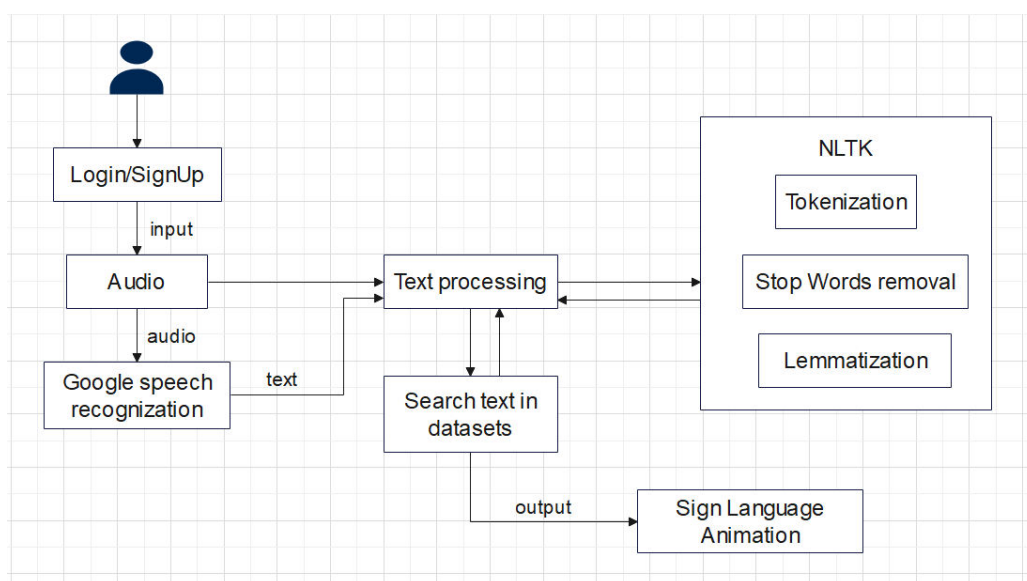 Login/SignUp
input
Audio
audio
Google speech
recognization
text
Text processing
Search text in
datasets
output
Sign Language
Animation
NLTK
Tokenization
Stop Words removal
Lemmatization